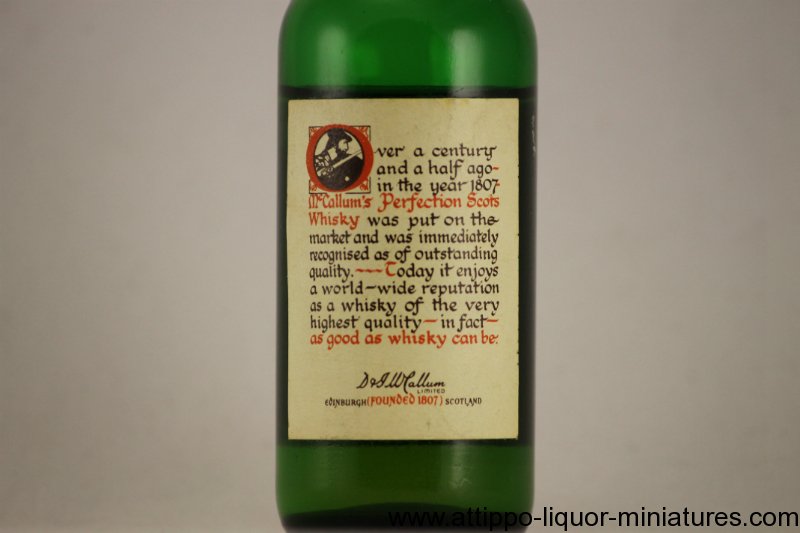 Over a century
and a half ago-
in the year 1807-
McCallum's Perfection Scots
Whisky was put on the
market and was immediately
recognised as of outstanding
quality. ~~~ Today it enjoys
a world-wide reputation
as a whisky of the very
highest quality - in fact -
as good as whisky can be.
D & J McCallum
LIMITED
EDINBURGH (FOUNDED 1807) SCOTLAND
www.attippo-liquor-miniatures.com